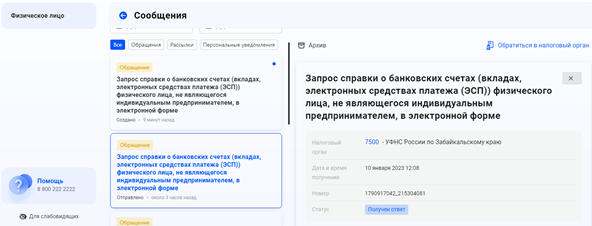 Физическое лицо
Сообщения
Все
Обращения
Рассылки
Персональные уведомления
Обращение
Запрос справки о банковских счетах (вкладах,
электронных средствах платежа (ЭСП))
физического лица, не являющегося
индивидуальным предпринимателем, в
электронной форме
Создано • 9 минут назад
Обращение
Запрос справки о банковских счетах (вкладах,
электронных средствах платежа (ЭСП))
физического лица, не являющегося
индивидуальным предпринимателем, в
электронной форме
Отправлено • около 3 часов назад
Обращение
Помощь
8 800 222 2222
Для слабовидящих
Архив
Обратиться в налоговый орган
Запрос справки о банковских счетах (вкладах,
электронных средствах платежа (ЭСП)) физического
лица, не являющегося индивидуальным
предпринимателем, в электронной форме
Налоговый
орган
7500 - УФНС России по Забайкальскому краю
Дата и время
получения
10 января 2023 12:08
Номер
1790917042_215304081
Статус
Получен ответ